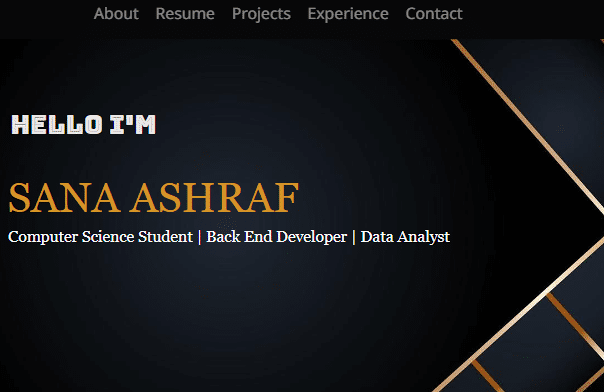 About Resume Projects Experience Contact
HELLO I'M
SANA ASHRAF
Computer Science Student | Back End Developer | Data Analyst